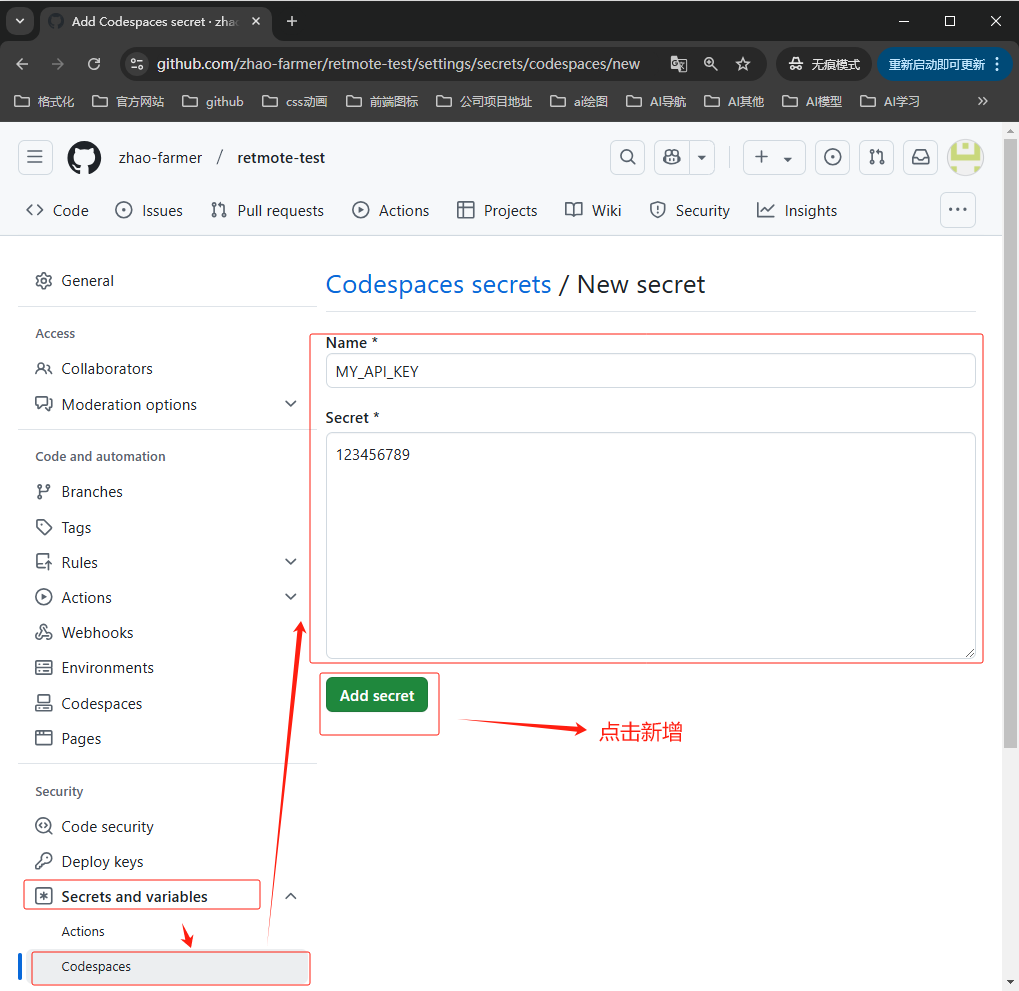 Add Codespaces secret · zhao
github.com/zhao-farmer/retmote-test/settings/secrets/codespaces/new
无痕模式
重新启动即可更新
格式化
官方网站
github
css动画
前端图标
公司项目地址
ai绘图
AI导航
AI其他
AI模型
AI学习
zhao-farmer / retmote-test
Code
Issues
Pull requests
Actions
Projects
Wiki
Security
Insights
General
Access
Collaborators
Moderation options
Code and automation
Branches
Tags
Rules
Actions
Webhooks
Environments
Codespaces
Pages
Security
Code security
Deploy keys
Secrets and variables
Actions
Codespaces
Codespaces secrets / New secret
Name *
MY_API_KEY
Secret *
123456789
Add secret
点击新增